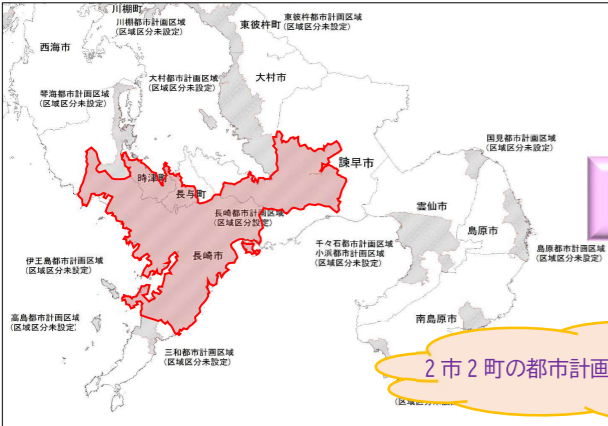 川棚町
川棚都市計画区域
(区域区分未設定)
東彼杵町
東彼杵都市計画区域
(区域区分未設定)
西海市
大村都市計画区域
(区域区分未設定)
大村市
琴海都市計画区域
(区域区分未設定)
国見都市計画区域
(区域区分未設定)
諫早市
時津町
長与町
雲仙市
長崎都市計画区域
(区域区分設定)
島原市
千々石都市計画区域
小浜都市計画区域
(区域区分未設定)
島原都市計画区域
(区域区分未設定)
長崎市
伊王島都市計画区域
(区域区分未設定)
高島都市計画区域
(区域区分未設定)
南島原市
三和都市計画区域
(区域区分未設定)
2市2町の都市計画